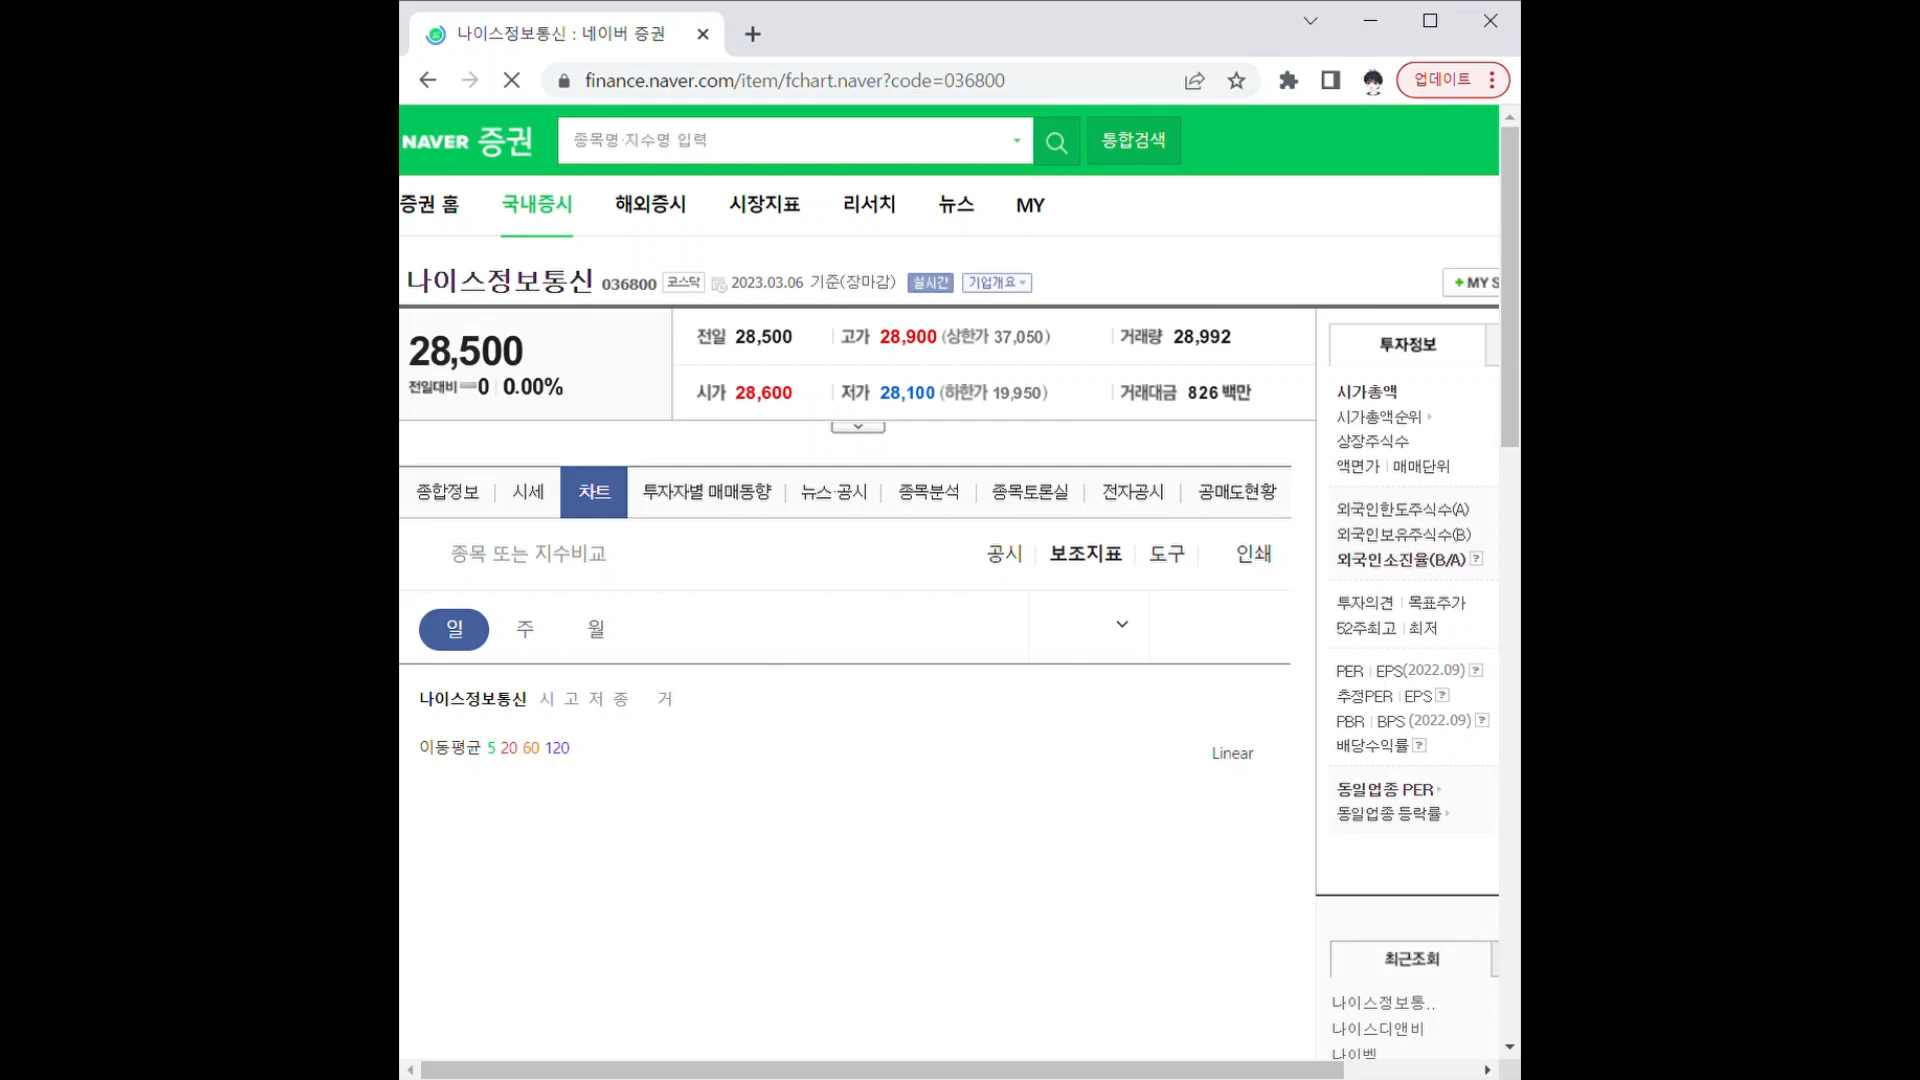 나이스정보통신 : 네이버 증권
finance.naver.com/item/fchart.naver?code=036800
업데이트
NAVER 증권
종목명·지수명 입력
통합검색
증권 홈 국내증시 해외증시 시장지표 리서치 뉴스 MY
나이스정보통신 036800 코스닥 2023.03.06 기준(장마감) 실시간 기업개요
+ MY S
28,500
전일대비 0 0.00%
전일 28,500 고가 28,900 (상한가 37,050) 거래량 28,992
시가 28,600 저가 28,100 (하한가 19,950) 거래대금 826 백만
종합정보 시세 차트 투자자별 매매동향 뉴스·공시 종목분석 종목토론실 전자공시 공매도현황
종목 또는 지수비교
공시 보조지표 도구 인쇄
일 주 월
나이스정보통신 시 고 저 종 거
이동평균 5 20 60 120
Linear
투자정보
시가총액
시가총액순위
상장주식수
액면가 | 매매단위
외국인한도주식수(A)
외국인보유주식수(B)
외국인소진율(B/A) ?
투자의견 | 목표주가
52주최고 | 최저
PER | EPS(2022.09) ?
추정PER | EPS ?
PBR | BPS (2022.09) ?
배당수익률 ?
동일업종 PER
동일업종 등락률
최근조회
나이스정보통..
나이스디앤비
나이벡